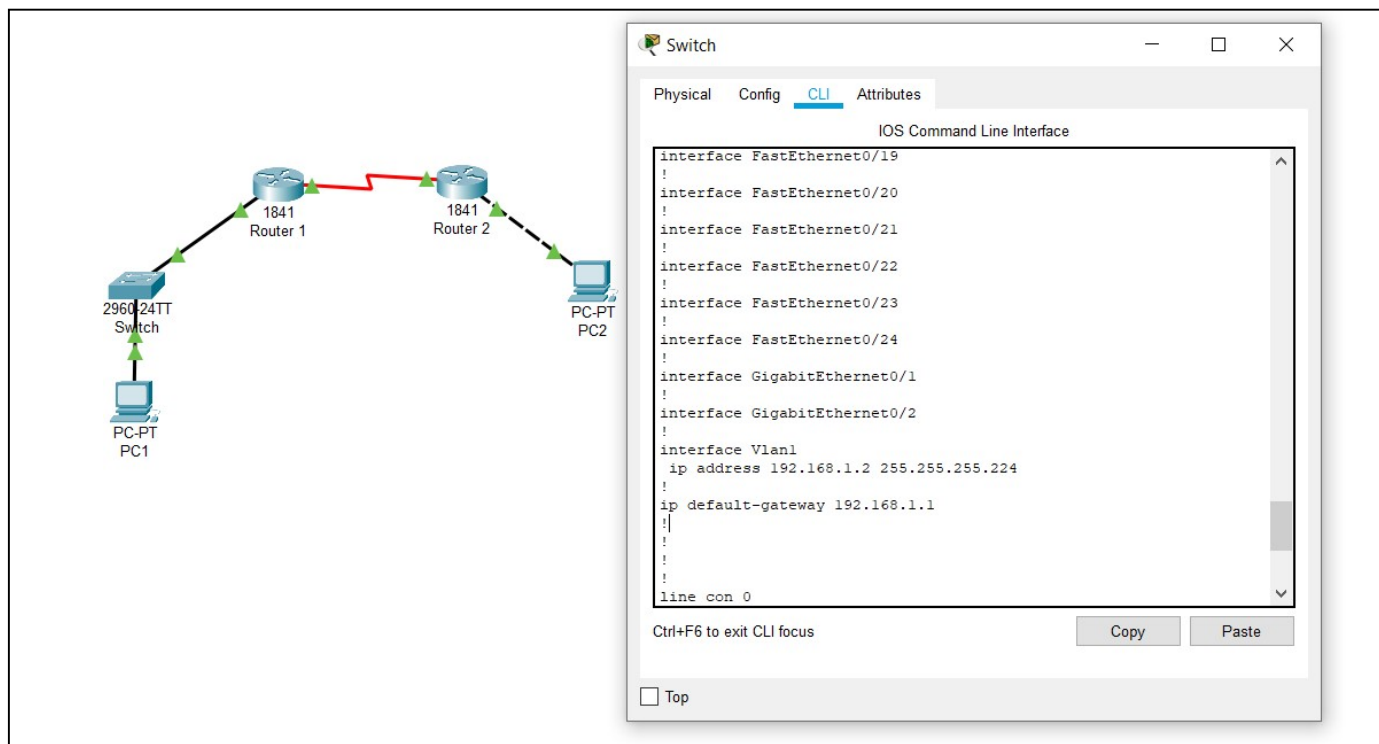 1841
Router 1
1841
Router 2
2960-24TT
Switch
PC-PT
PC1
PC-PT
PC2
Switch
Physical Config CLI Attributes
IOS Command Line Interface
interface FastEthernet0/19
!
interface FastEthernet0/20
!
interface FastEthernet0/21
!
interface FastEthernet0/22
!
interface FastEthernet0/23
!
interface FastEthernet0/24
!
interface GigabitEthernet0/1
!
interface GigabitEthernet0/2
!
interface Vlan1
 ip address 192.168.1.2 255.255.255.224
!
ip default-gateway 192.168.1.1
!
!
!
!
line con 0
Ctrl+F6 to exit CLI focus
Copy Paste
Top